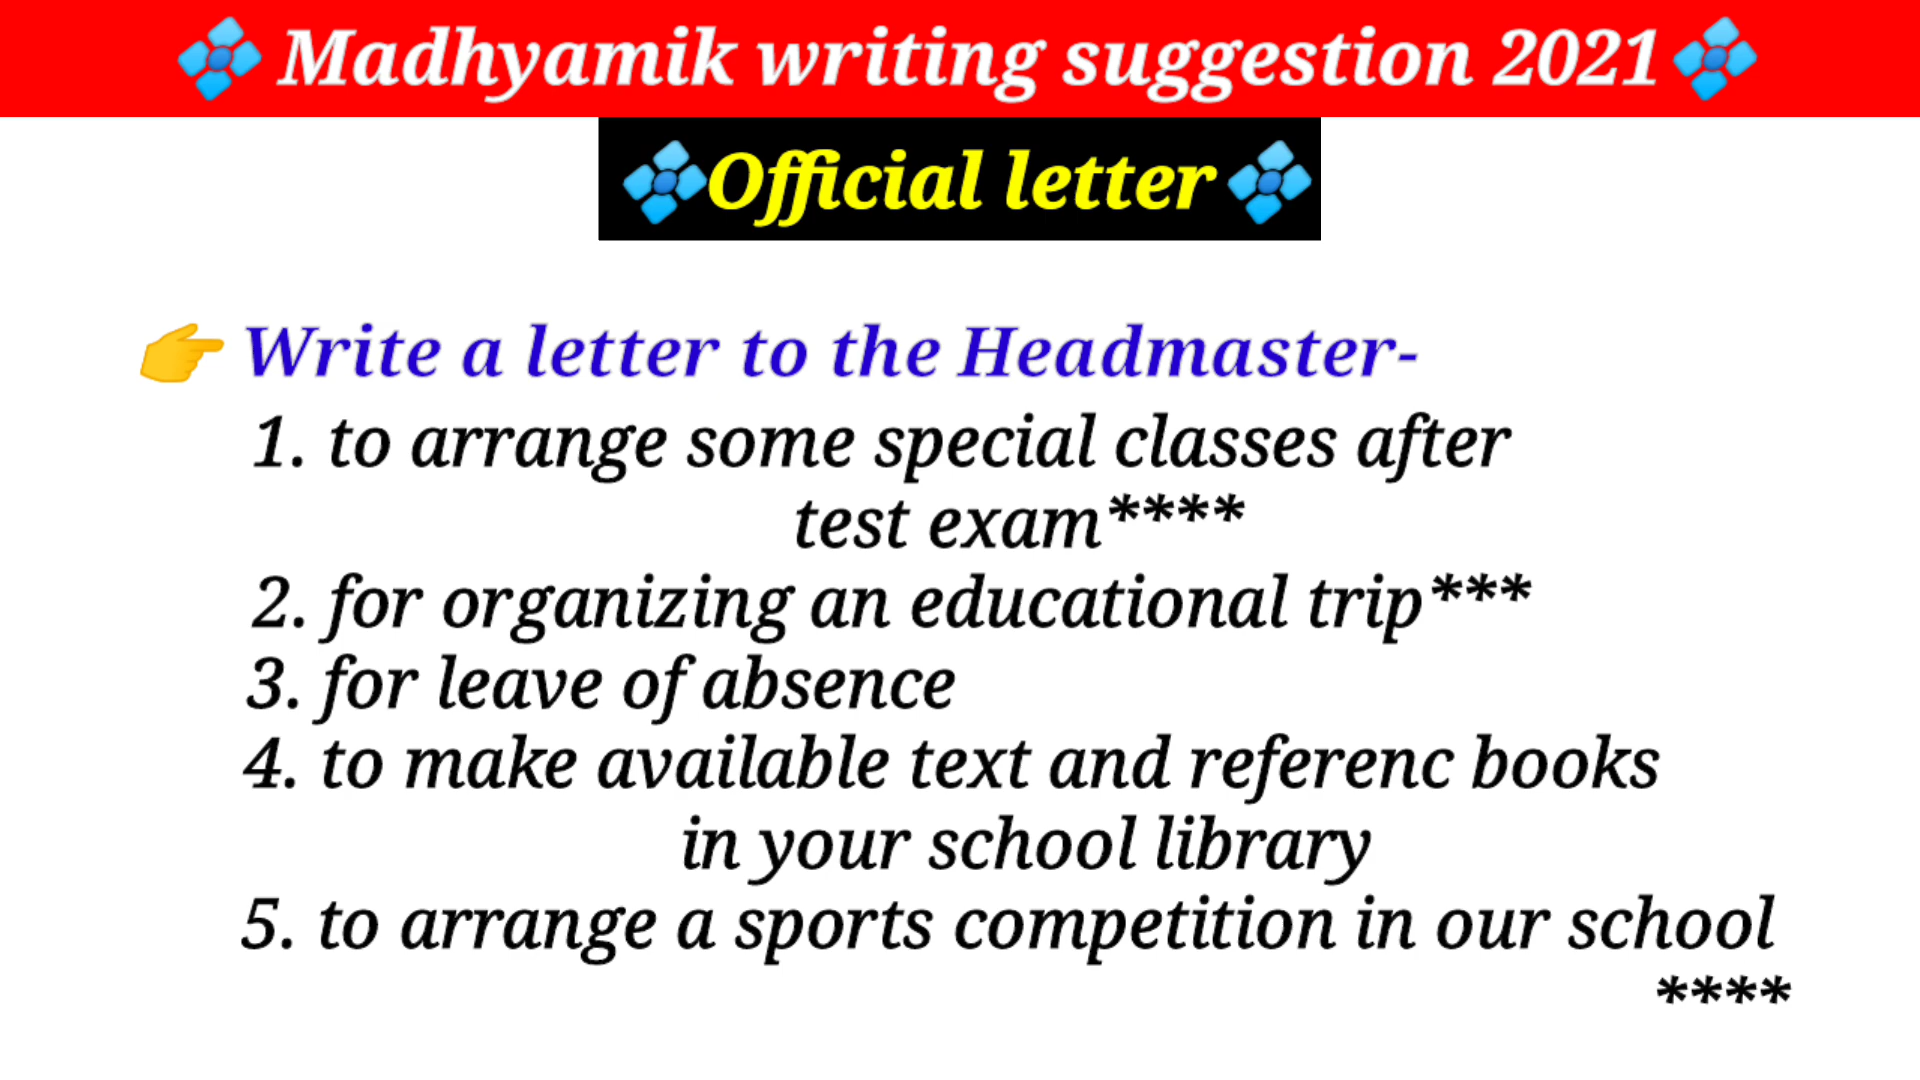 Madhyamik writing suggestion 2021
Official letter
Write a letter to the Headmaster-
1. to arrange some special classes after
test exam****
2. for organizing an educational trip***
3. for leave of absence
4. to make available text and referenc books
in your school library
5. to arrange a sports competition in our school
****